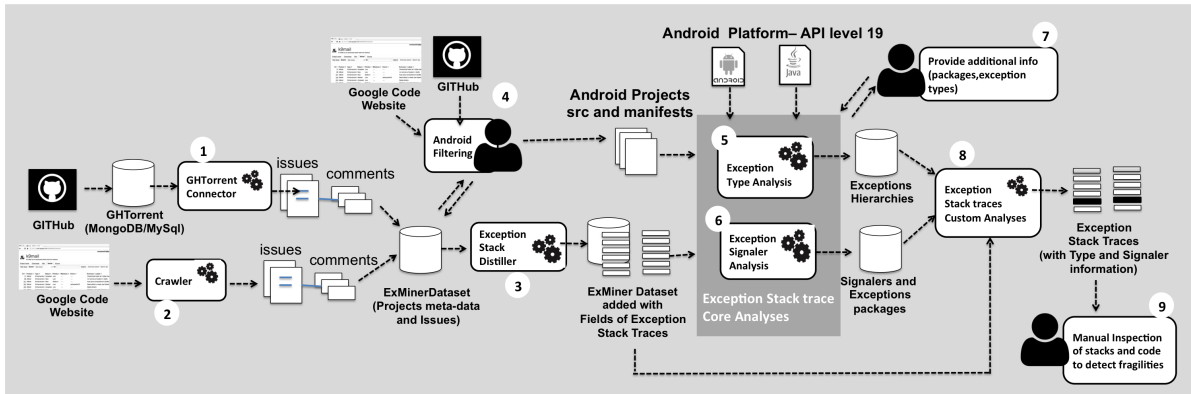 Android Platform– API level 19
7
Provide additional info
(packages,exception
types)
k9mail
Google Code
Website
GITHub
4
Android
Filtering
Android Projects
src and manifests
ANDROID
Java
5
Exception
Type Analysis
Exceptions
Hierarchies
8
Exception
Stack traces
Custom Analyses
Exception
Stack Traces
(with Type and Signaler
information)
1
GHTorrent
Connector
issues
comments
GITHub
GHTorrent
(MongoDB/MySql)
k9mail
Google Code
Website
Crawler
2
issues
comments
ExMinerDataset
(Projects meta-data
and Issues)
Exception
Stack
Distiller
3
ExMiner Dataset
added with
Fields of Exception
Stack Traces
6
Exception
Signaler
Analysis
Exception Stack trace
Core Analyses
Signalers and
Exceptions
packages
9
Manual Inspection
of stacks and code
to detect fragilities